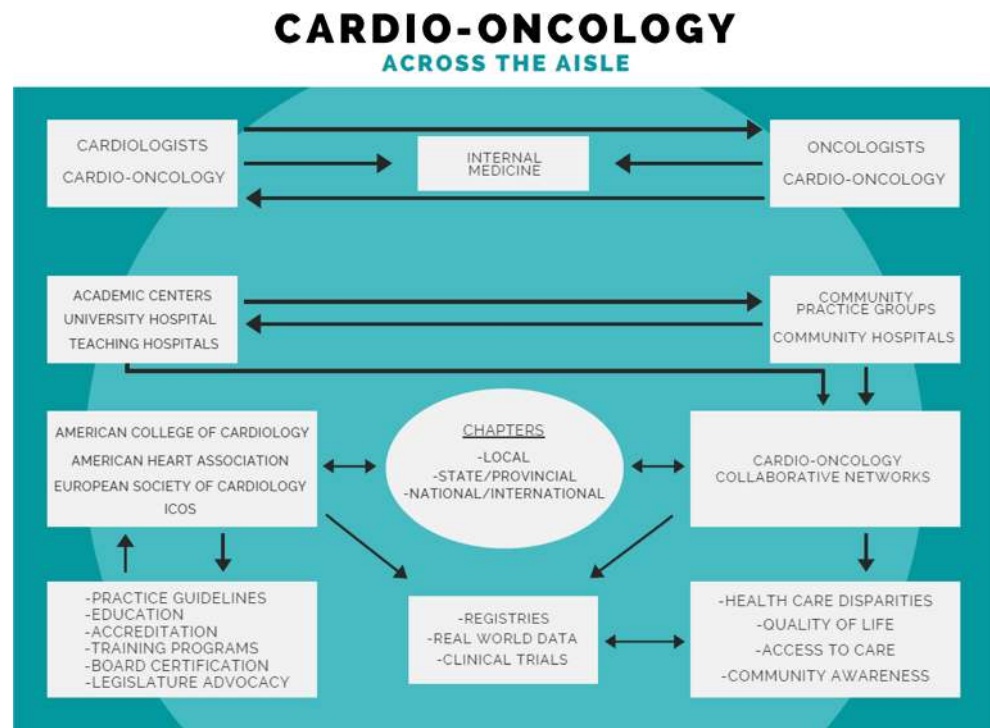 CARDIO-ONCOLOGY
ACROSS THE AISLE
CARDIOLOGISTS
CARDIO-ONCOLOGY
INTERNAL
MEDICINE
ONCOLOGISTS
CARDIO-ONCOLOGY
ACADEMIC CENTERS
UNIVERSITY HOSPITAL
TEACHING HOSPITALS
COMMUNITY
PRACTICE GROUPS
COMMUNITY HOSPITALS
AMERICAN COLLEGE OF CARDIOLOGY
AMERICAN HEART ASSOCIATION
EUROPEAN SOCIETY OF CARDIOLOGY
ICOS
CHAPTERS
-LOCAL
-STATE/PROVINCIAL
-NATIONAL/INTERNATIONAL
CARDIO-ONCOLOGY
COLLABORATIVE NETWORKS
-PRACTICE GUIDELINES
-EDUCATION
-ACCREDITATION
-TRAINING PROGRAMS
-BOARD CERTIFICATION
-LEGISLATURE ADVOCACY
-REGISTRIES
-REAL WORLD DATA
-CLINICAL TRIALS
-HEALTH CARE DISPARITIES
-QUALITY OF LIFE
-ACCESS TO CARE
-COMMUNITY AWARENESS